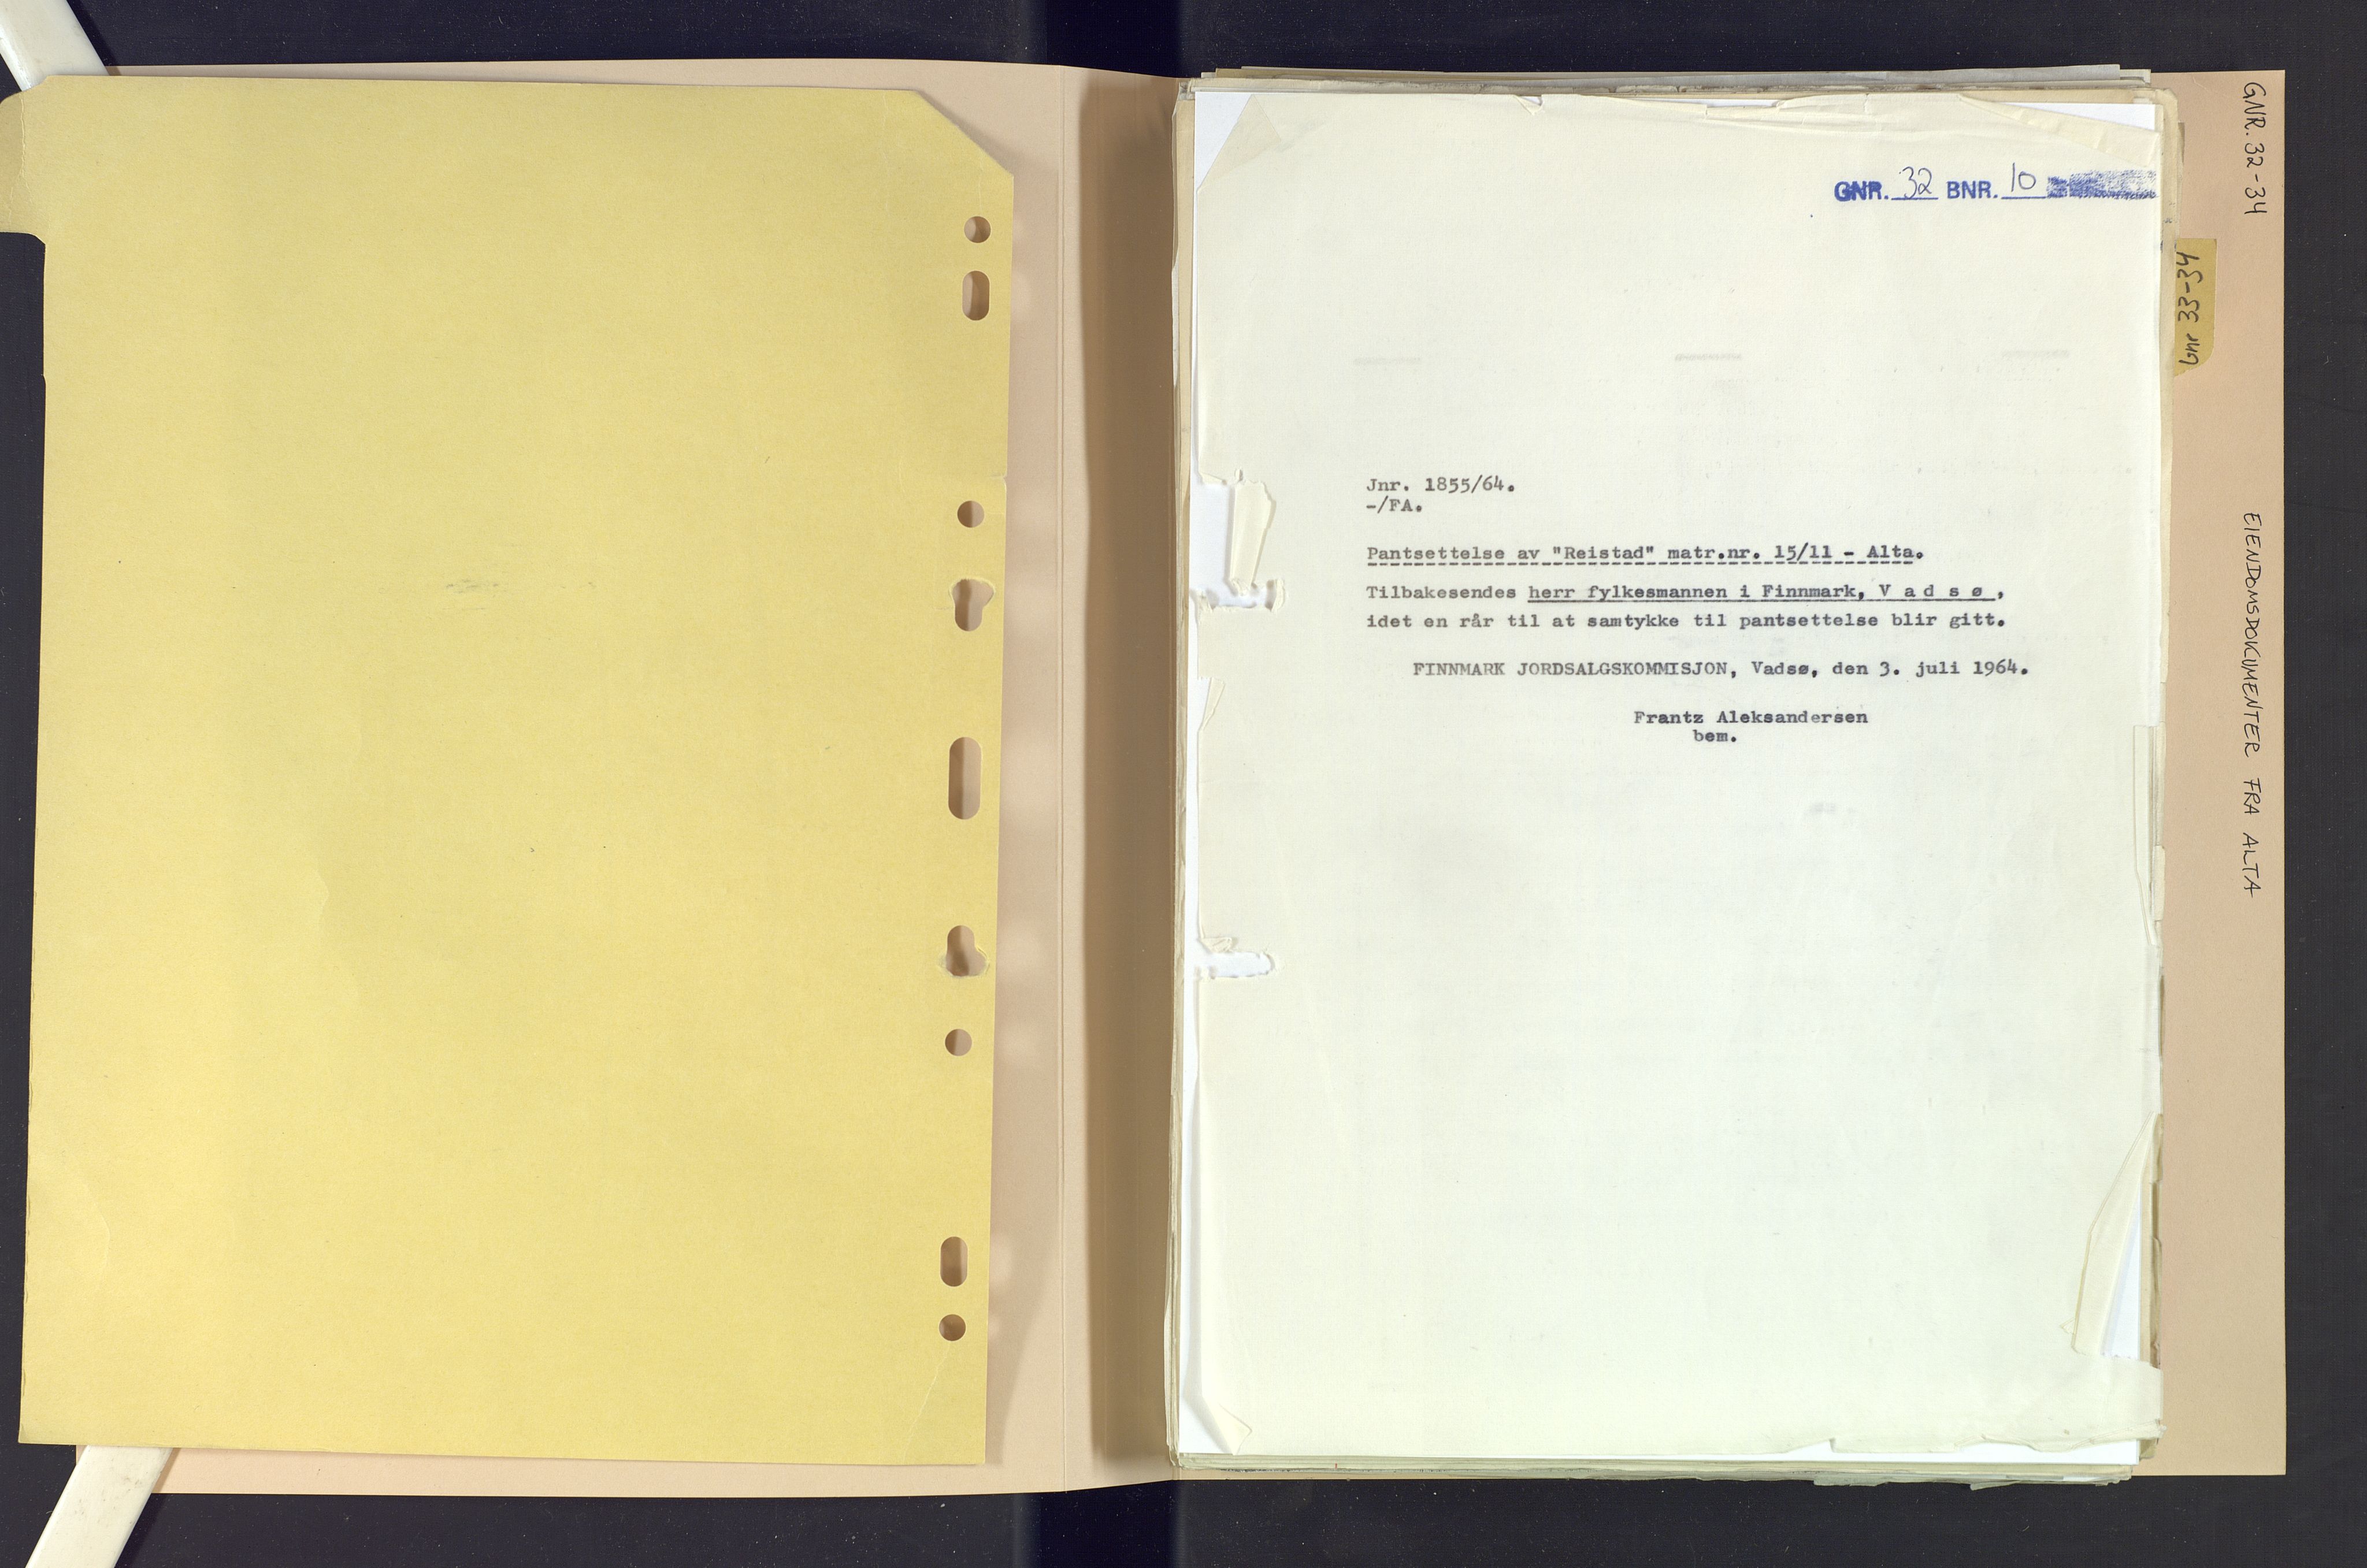 GNR. 32 BNR. 10
Jnr. 1855/64.
-/FA.
Pantsettelse av "Reistad" matr.nr. 15/11 - Alta.
Tilbakesendes herr fylkesmannen i Finnmark, V a d s ø ,
idet en rår til at samtykke til pantsettelse blir gitt.
FINNMARK JORDSALGSKOMMISJON, Vadsø, den 3. juli 1964.
Frantz Aleksandersen
bem.
Gnr 33-34
GNR. 32-34 EIENDOMSDOKUMENTER FRA ALTA